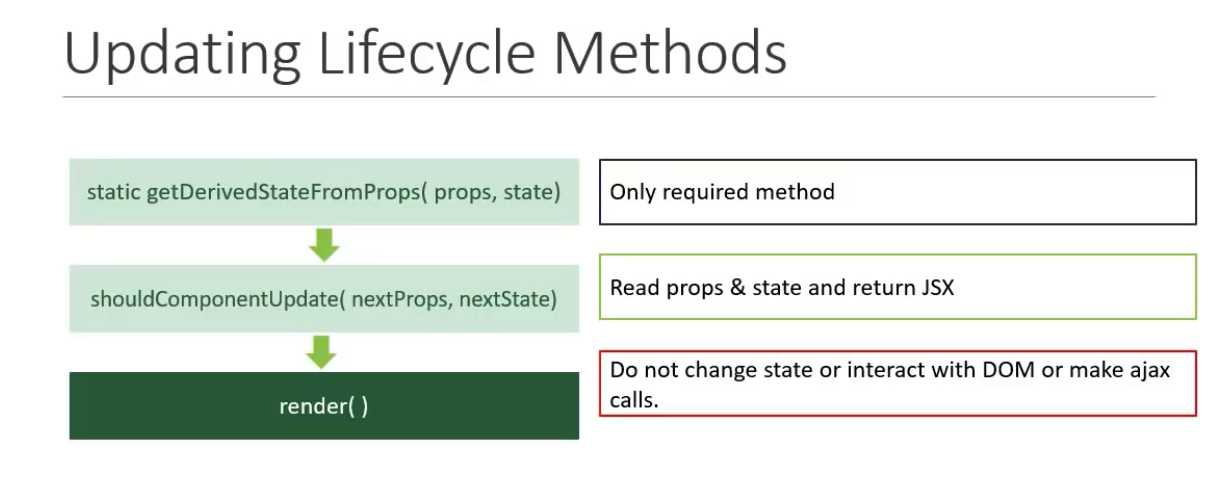 Updating Lifecycle Methods
static getDerivedStateFromProps( props, state)
Only required method
shouldComponentUpdate( nextProps, nextState)
Read props & state and return JSX
render( )
Do not change state or interact with DOM or make ajax
calls.